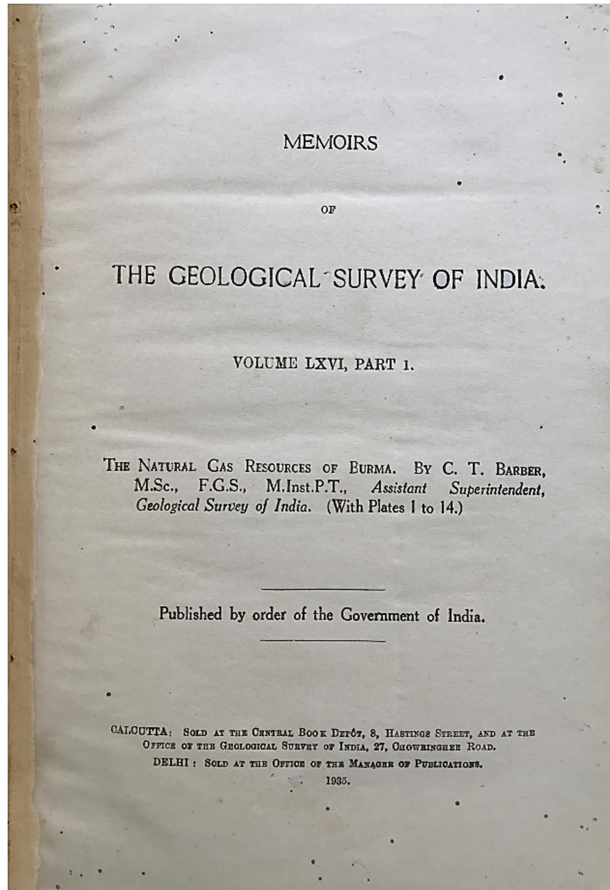 MEMOIRS
OF
THE GEOLOGICAL SURVEY OF INDIA.
VOLUME LXVI, PART 1.
THE NATURAL GAS RESOURCES OF BURMA. BY C. T. BARBER,
M.Sc., F.G.S., M.Inst.P.T., Assistant Superintendent,
Geological Survey of India. (With Plates 1 to 14.)
Published by order of the Government of India.
CALCUTTA: SOLD AT THE CENTRAL BOOK DEPÔT, 8, HASTINGS STREET, AND AT THE
OFFICE OF THE GEOLOGICAL SURVEY OF INDIA, 27, CHOWRINGHEE ROAD.
DELHI: SOLD AT THE OFFICE OF THE MANAGER OF PUBLICATIONS.
1935.